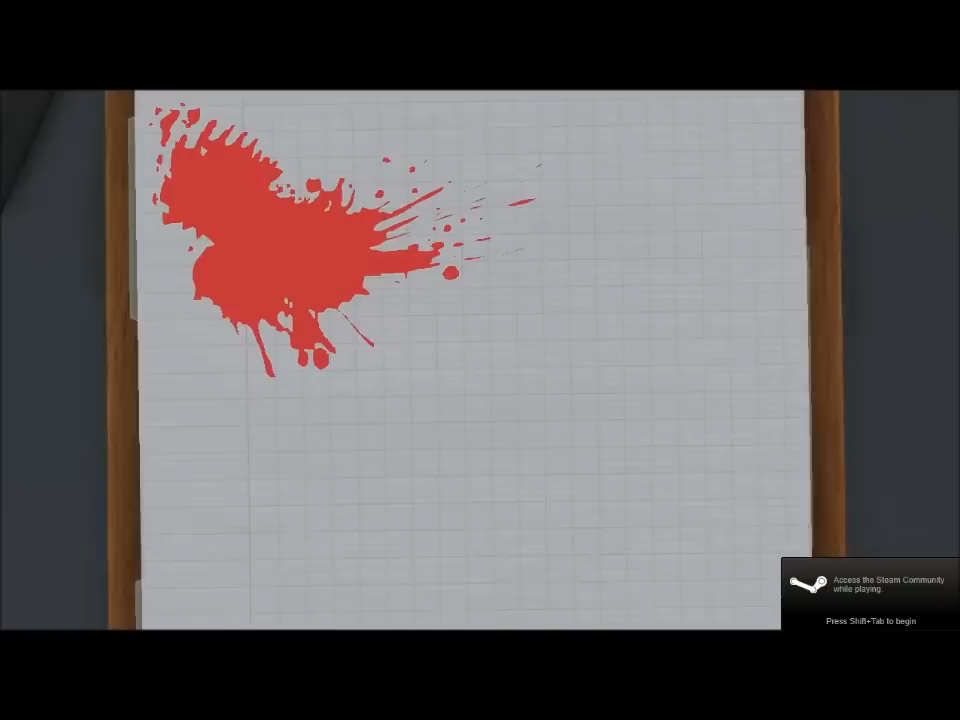 Access the Steam Community
while playing.
Press Shift+Tab to begin